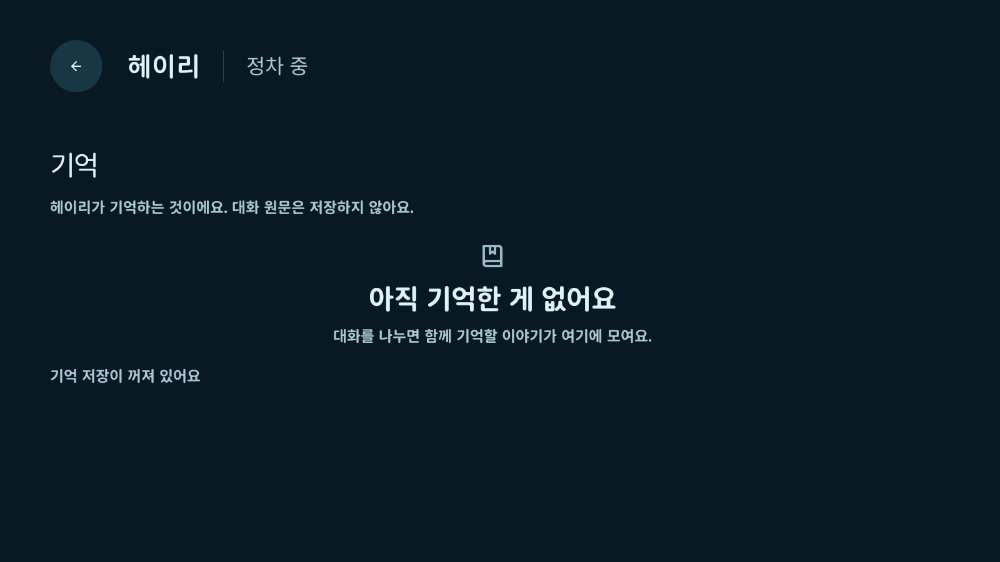 헤이리
정차 중
기억
헤이리가 기억하는 것이에요. 대화 원문은 저장하지 않아요.
아직 기억한 게 없어요
대화를 나누면 함께 기억할 이야기가 여기에 모여요.
기억 저장이 꺼져 있어요